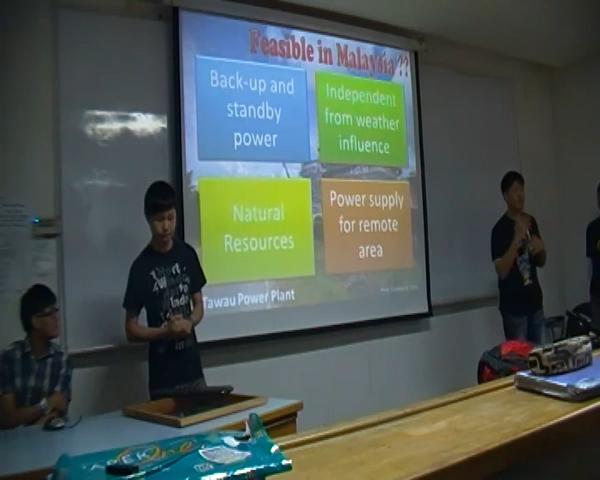 Feasible in Malaysia ??
Back-up and
standby
power
Independent
from weather
influence
Natural
Resources
Power supply
for remote
area
Tawau Power Plant